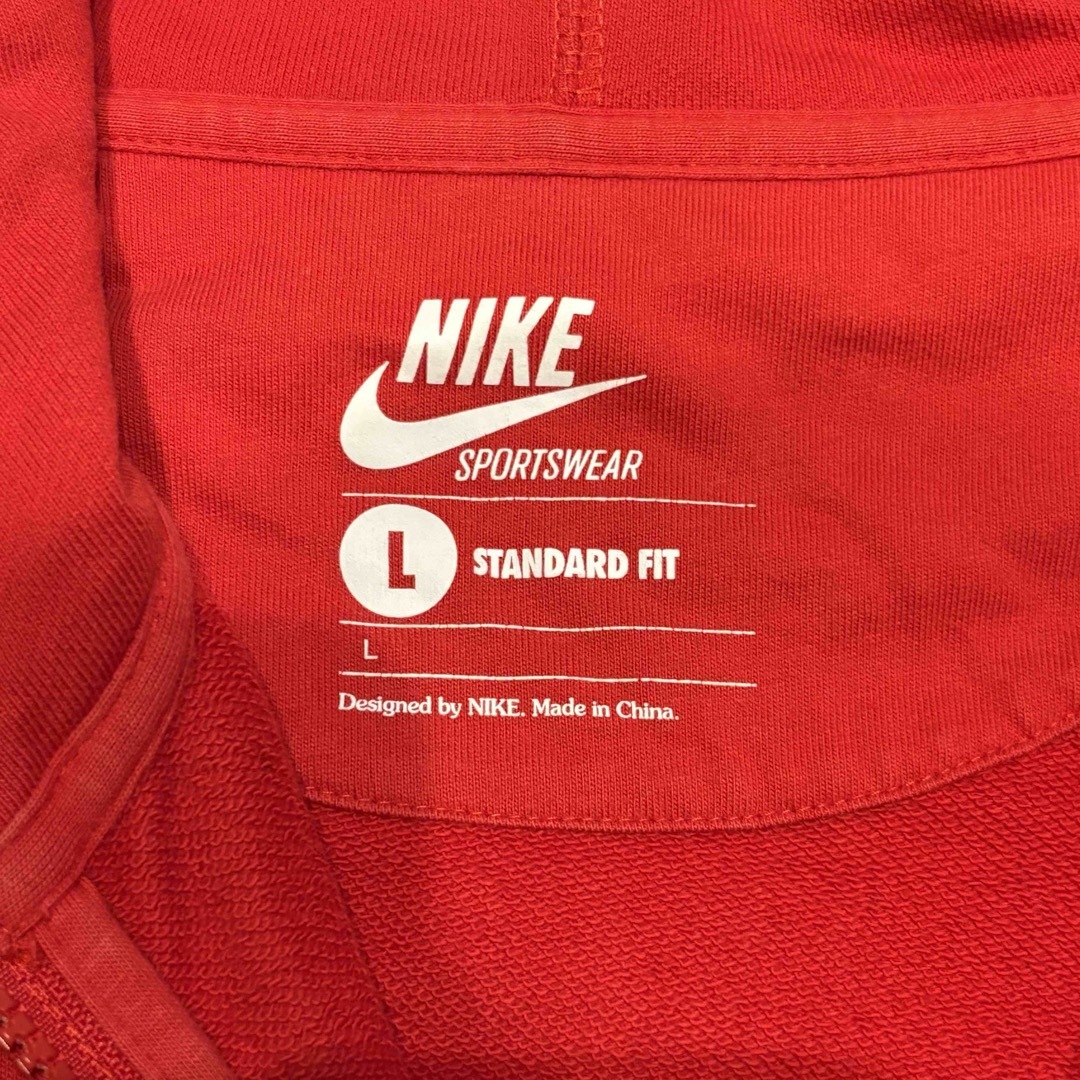 NIKE
SPORTSWEAR
L STANDARD FIT
L
Designed by NIKE. Made in China.